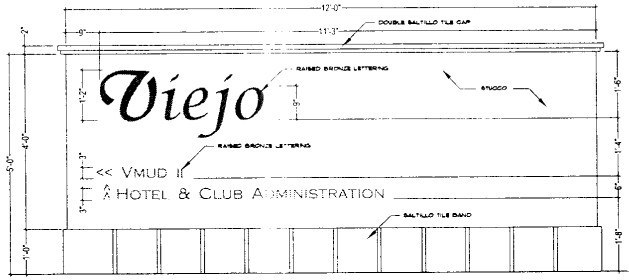 12'-0"
9" 11'-3" DOUBLE SALTILLO TILE CAP
2"
RAISED BRONZE LETTERING
Viejo
1'-2" 9" STUCCO 1'-6"
5'-0" 4'-0"
RAISED BRONZE LETTERING 1'-4"
3" << VMUD II
^ HOTEL & CLUB ADMINISTRATION 6"
3"
SALTILLO TILE BAND
1'-0" 1'-8"